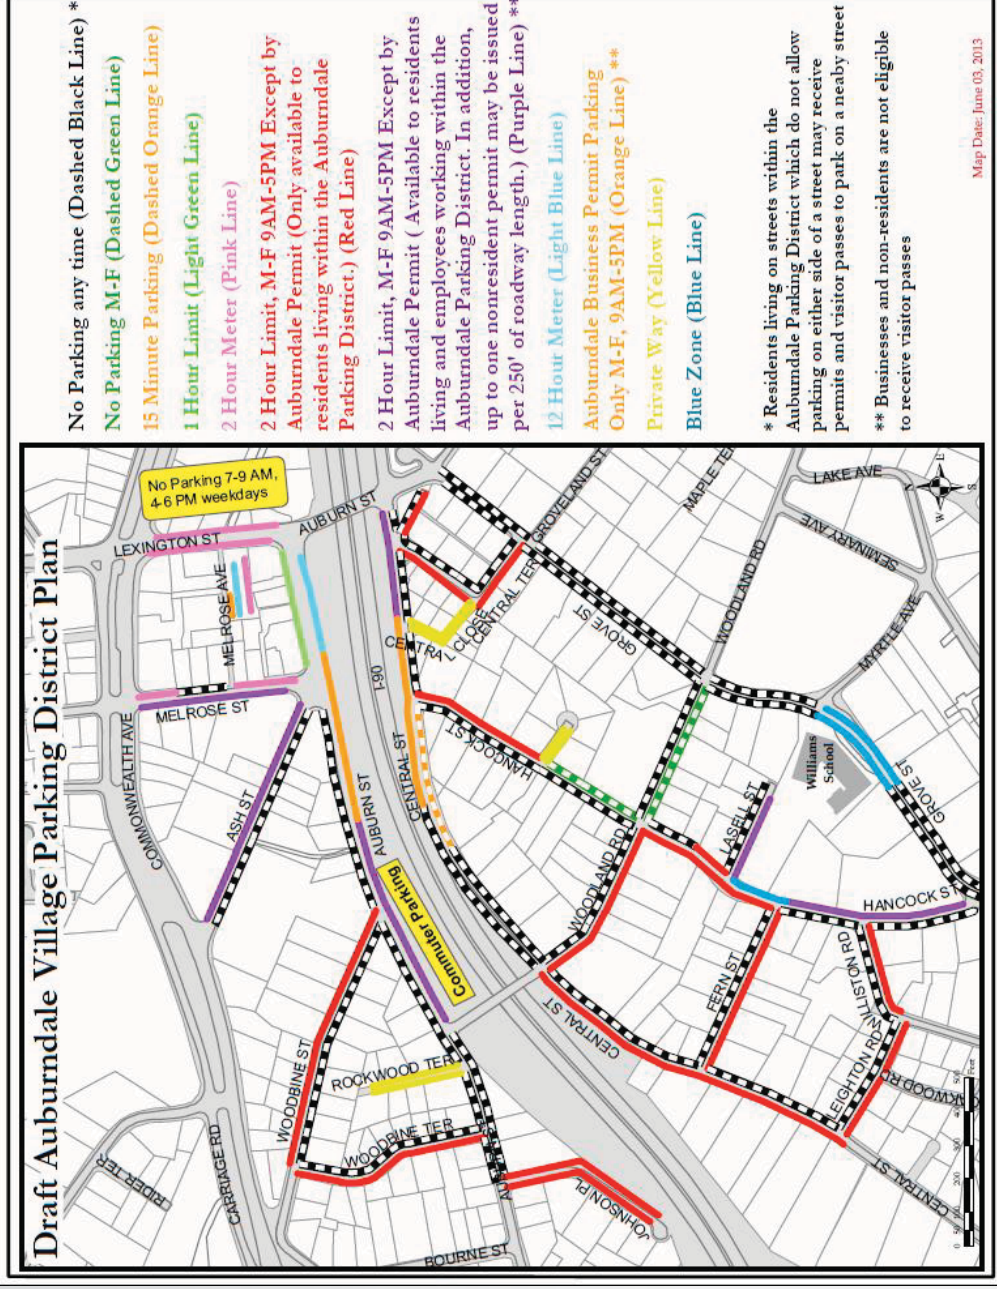 Draft Auburndale Village Parking District Plan
No Parking 7-9 AM,
4-6 PM weekdays
LEXINGTON ST
AUBURN ST
MELROSE AVE
MELROSE ST
COMMONWEALTH AVE
ASH ST
I-90
CENTRAL ST
AUBURN ST
Commuter Parking
CENTRAL
CLOSE
CENTRAL TER
GROVELAND ST
MAPLE TER
LAKE AVE
SEMINARY AVE
WOODLAND RD
GROVE ST
MYRTLE AVE
HANCOCK ST
Williams
School
GROVE ST
LASELL ST
WOODLAND RD
HANCOCK ST
FERN ST
WILLISTON RD
CENTRAL ST
LEIGHTON RD
CENTRAL ST
WOODBINE ST
ROCKWOOD TER
WOODBINE TER
JOHNSON PL
BOURNE ST
CARRIAGE RD
RIDER TER
N
E
S
W
0 50 100 200 300 400 500
Feet
No Parking any time (Dashed Black Line) *
No Parking M-F (Dashed Green Line)
15 Minute Parking (Dashed Orange Line)
1 Hour Limit (Light Green Line)
2 Hour Meter (Pink Line)
2 Hour Limit, M-F 9AM-5PM Except by
Auburndale Permit (Only available to
residents living within the Auburndale
Parking District.) (Red Line)
2 Hour Limit, M-F 9AM-5PM Except by
Auburndale Permit ( Available to residents
living and employees working within the
Auburndale Parking District. In addition,
up to one nonresident permit may be issued
per 250' of roadway length.) (Purple Line) **
12 Hour Meter (Light Blue Line)
Auburndale Business Permit Parking
Only M-F, 9AM-5PM (Orange Line) **
Private Way (Yellow Line)
Blue Zone (Blue Line)
* Residents living on streets within the
Auburndale Parking District which do not allow
parking on either side of a street may receive
permits and visitor passes to park on a neaby street
** Businesses and non-residents are not eligible
to receive visitor passes
Map Date: June 03, 2013